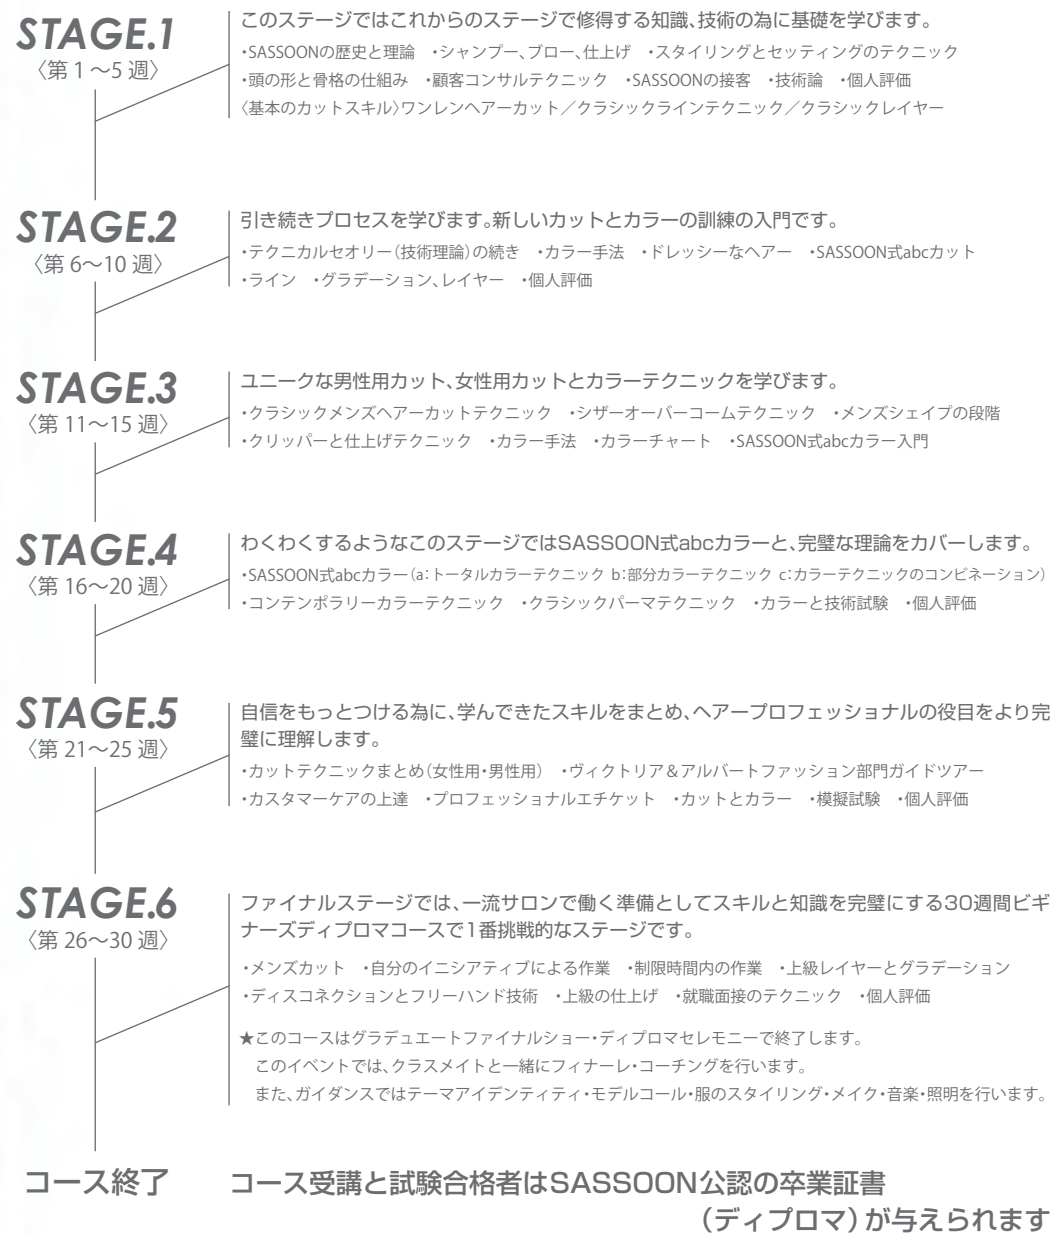 STAGE.1
〈第1〜5週〉
このステージではこれからのステージで修得する知識、技術の為に基礎を学びます。
・SASSOONの歴史と理論　・シャンプー、ブロー、仕上げ　・スタイリングとセッティングのテクニック
・頭の形と骨格の仕組み　・顧客コンサルテクニック　・SASSOONの接客　・技術論　・個人評価
〈基本のカットスキル〉ワンレンヘアーカット／クラシックラインテクニック／クラシックレイヤー
STAGE.2
〈第6〜10週〉
引き続きプロセスを学びます。新しいカットとカラーの訓練の入門です。
・テクニカルセオリー（技術理論）の続き　・カラー手法　・ドレッシーなヘアー　・SASSOON式abcカット
・ライン　・グラデーション、レイヤー　・個人評価
STAGE.3
〈第11〜15週〉
ユニークな男性用カット、女性用カットとカラーテクニックを学びます。
・クラシックメンズヘアーカットテクニック　・シザーオーバーコームテクニック　・メンズシェイプの段階
・クリッパーと仕上げテクニック　・カラー手法　・カラーチャート　・SASSOON式abcカラー入門
STAGE.4
〈第16〜20週〉
わくわくするようなこのステージではSASSOON式abcカラーと、完璧な理論をカバーします。
・SASSOON式abcカラー（a：トータルカラーテクニック b：部分カラーテクニック c：カラーテクニックのコンビネーション）
・コンテンポラリーカラーテクニック　・クラシックパーマテクニック　・カラーと技術試験　・個人評価
STAGE.5
〈第21〜25週〉
自信をもっとつける為に、学んできたスキルをまとめ、ヘアープロフェッショナルの役目をより完
璧に理解します。
・カットテクニックまとめ（女性用・男性用）　・ヴィクトリア＆アルバートファッション部門ガイドツアー
・カスタマーケアの上達　・プロフェッショナルエチケット　・カットとカラー　・模擬試験　・個人評価
STAGE.6
〈第26〜30週〉
ファイナルステージでは、一流サロンで働く準備としてスキルと知識を完璧にする30週間ビギ
ナーズディプロマコースで1番挑戦的なステージです。
・メンズカット　・自分のイニシアティブによる作業　・制限時間内の作業　・上級レイヤーとグラデーション
・ディスコネクションとフリーハンド技術　・上級の仕上げ　・就職面接のテクニック　・個人評価
★このコースはグラデュエートファイナルショー・ディプロマセレモニーで終了します。
このイベントでは、クラスメイトと一緒にフィナーレ・コーチングを行います。
また、ガイダンスではテーマアイデンティティ・モデルコール・服のスタイリング・メイク・音楽・照明を行います。
コース終了　コース受講と試験合格者はSASSOON公認の卒業証書
（ディプロマ）が与えられます